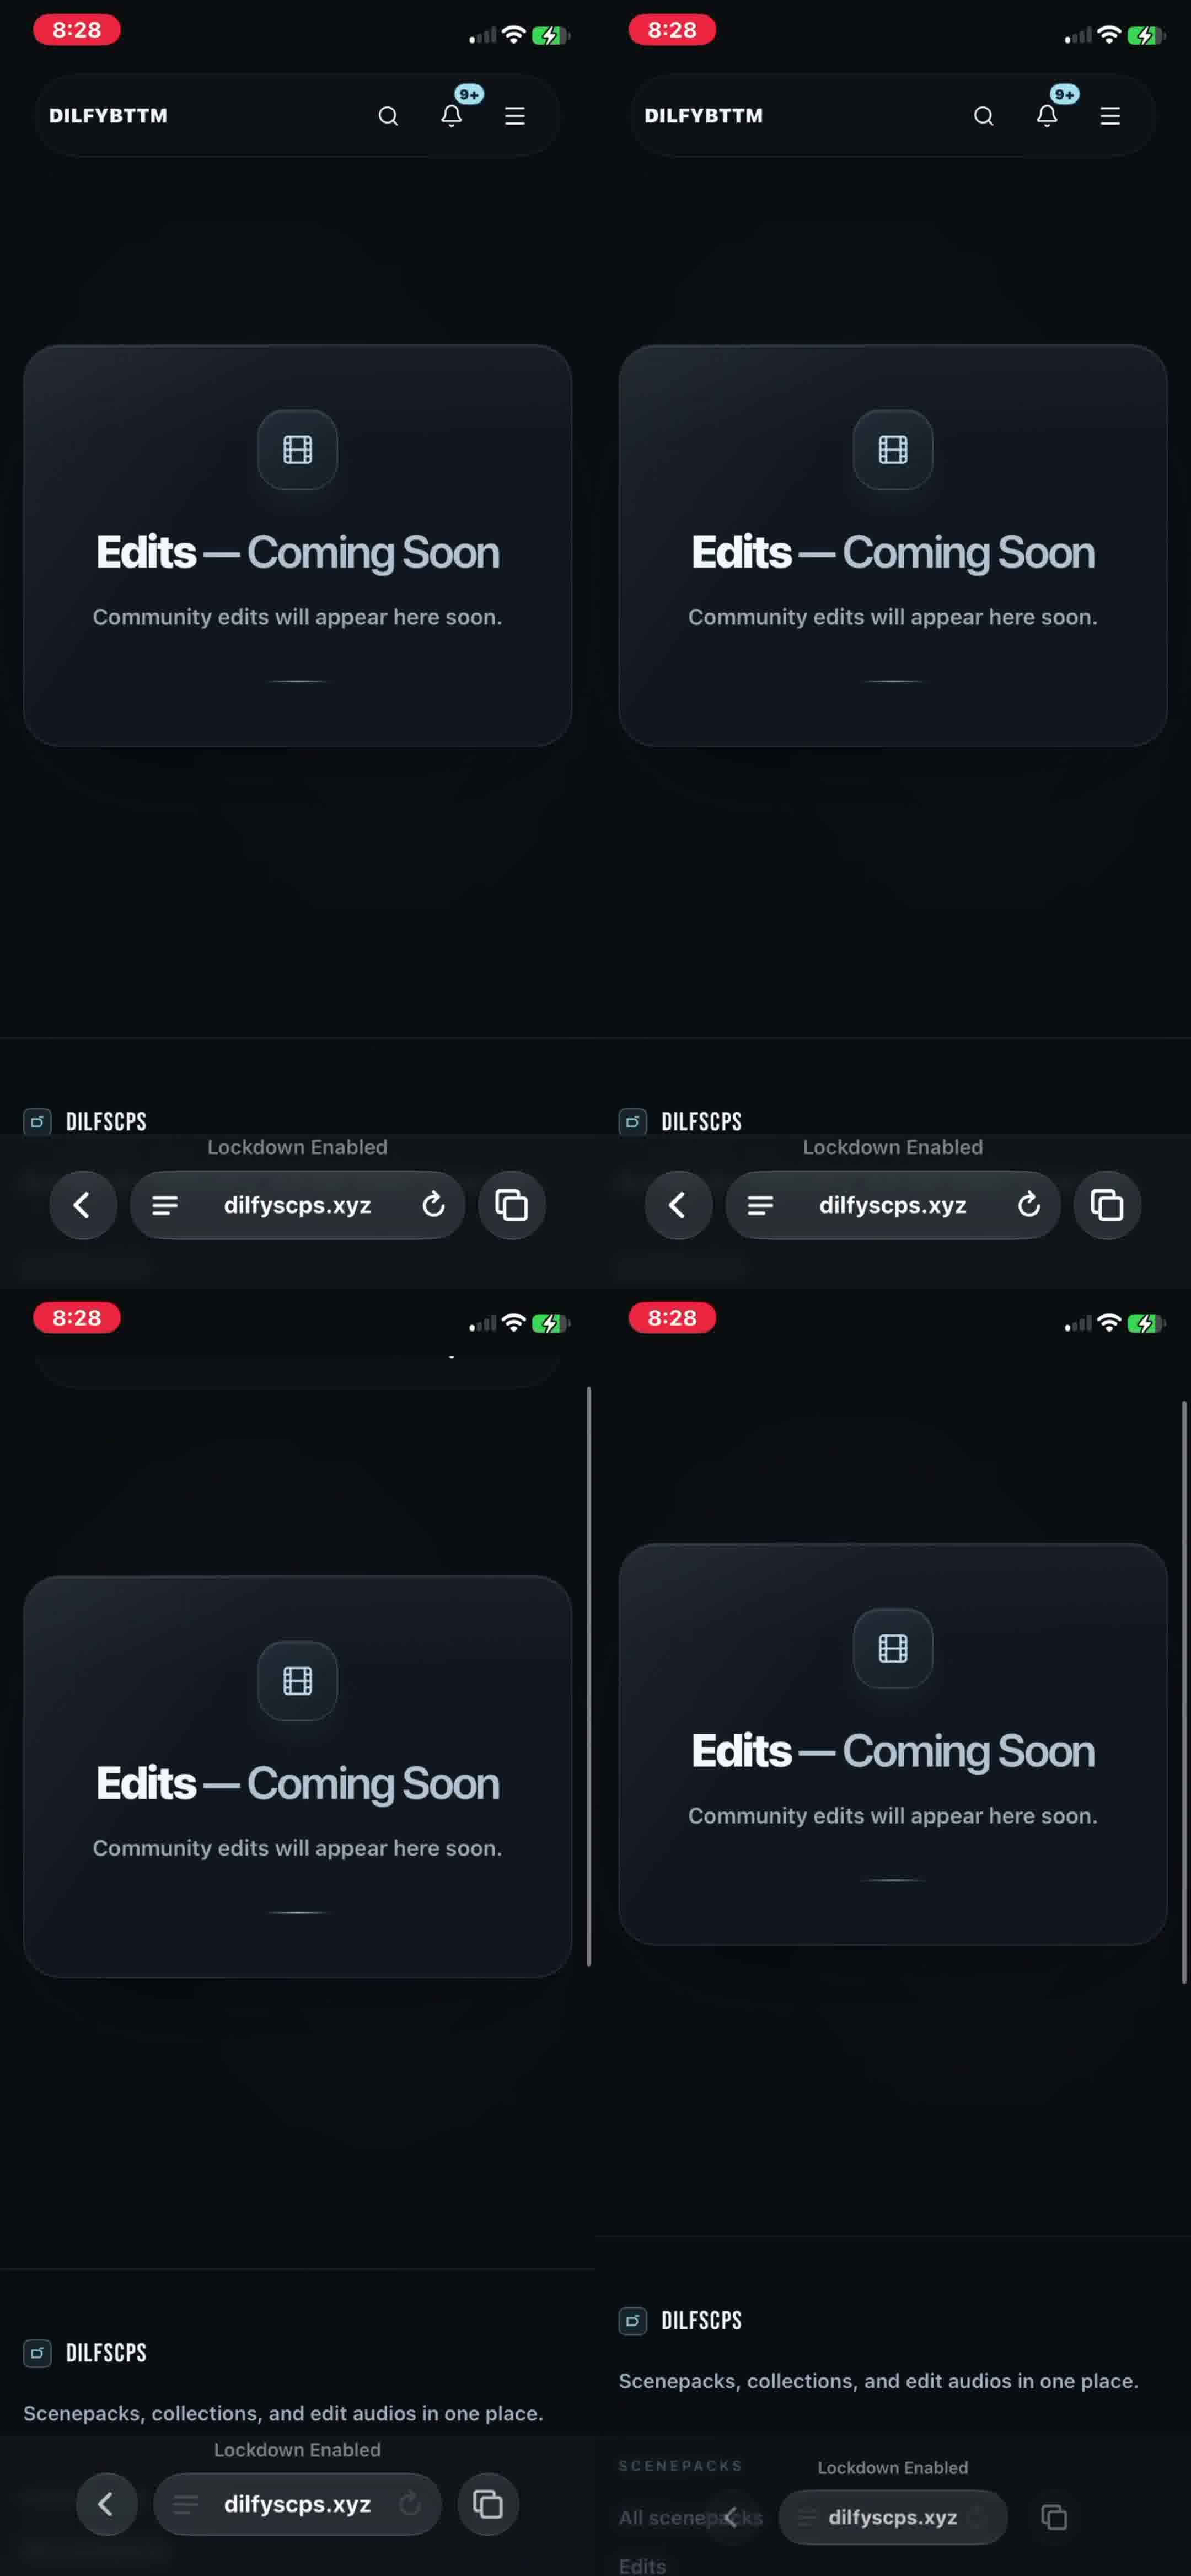 8:28
DILFYBTTM
9+
Edits — Coming Soon
Community edits will appear here soon.
DILFSCPS
Lockdown Enabled
dilfyscps.xyz
8:28
DILFYBTTM
9+
Edits — Coming Soon
Community edits will appear here soon.
DILFSCPS
Lockdown Enabled
dilfyscps.xyz
8:28
Edits — Coming Soon
Community edits will appear here soon.
DILFSCPS
Scenepacks, collections, and edit audios in one place.
Lockdown Enabled
dilfyscps.xyz
8:28
Edits — Coming Soon
Community edits will appear here soon.
DILFSCPS
Scenepacks, collections, and edit audios in one place.
SCENEPACKS
Lockdown Enabled
All scenepacks
dilfyscps.xyz
Edits